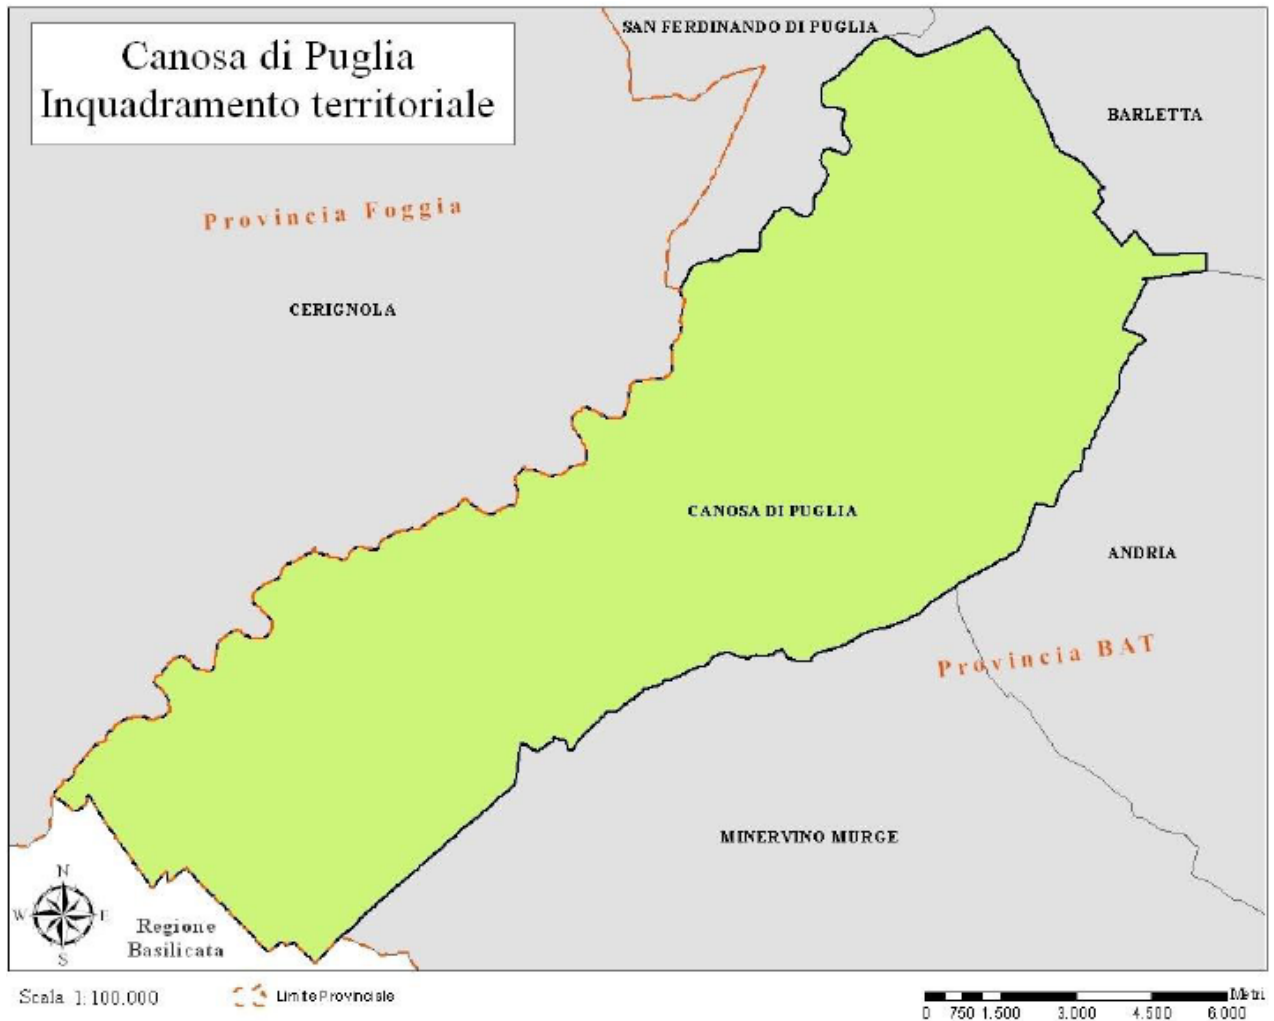 Canosa di Puglia
Inquadramento territoriale
SAN FERDINANDO DI PUGLIA
BARLETTA
Provincia Foggia
CERIGNOLA
CANOSA DI PUGLIA
ANDRIA
Provincia BAT
MINERVINO MURGE
N
W E
S
Regione
Basilicata
Scala 1:100.000
Limite Provinciale
Metri
0 750 1.500 3.000 4.500 6.000